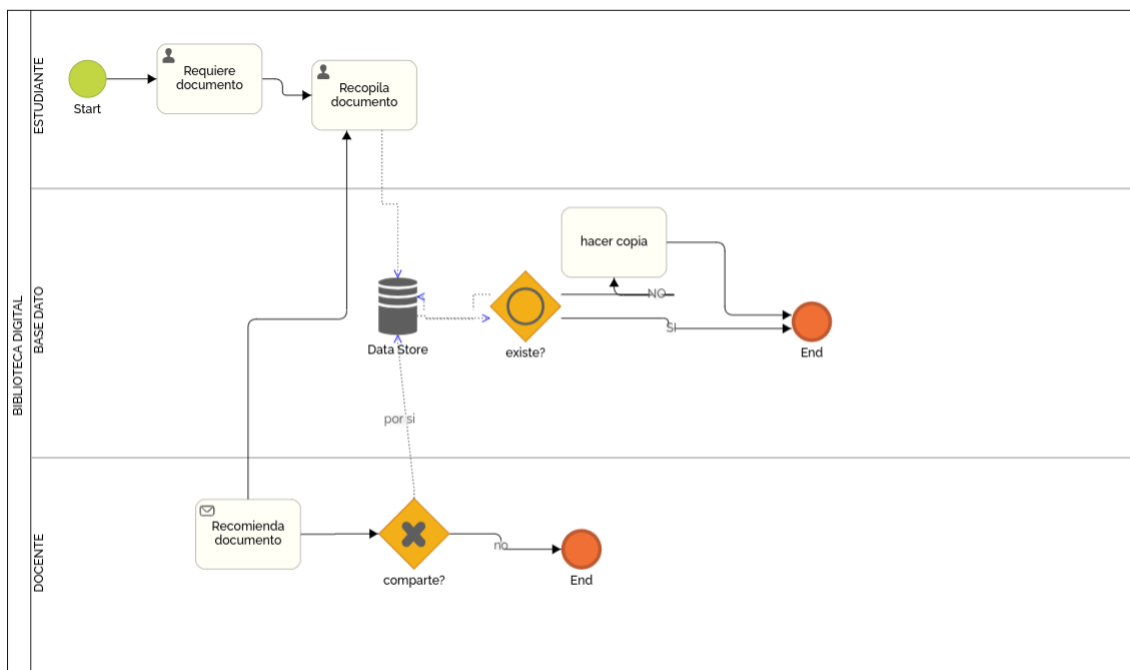 BIBLIOTECA DIGITAL
ESTUDIANTE
Start
Requiere
documento
Recopila
documento
BASE DATO
hacer copia
NO
SI
Data Store
existe?
End
por si
DOCENTE
Recomienda
documento
comparte?
no
End